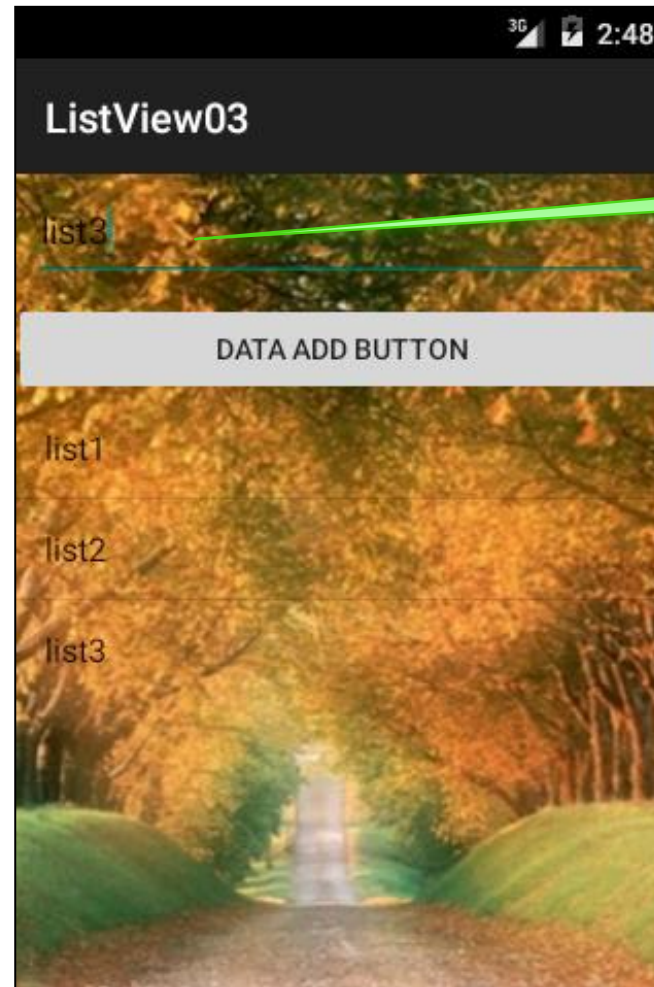 3G 2:48
ListView03
list3
DATA ADD BUTTON
list1
list2
list3